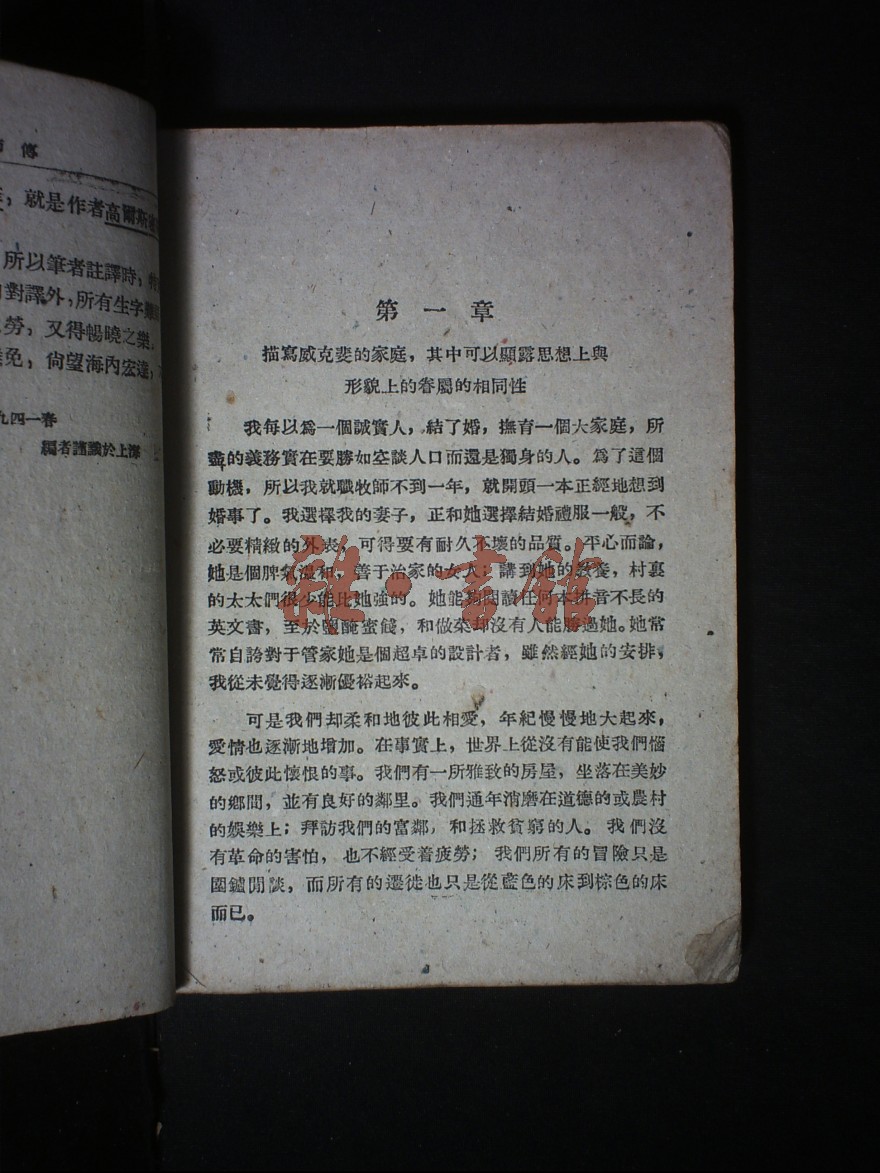 傳
就是作者高爾斯
所以筆者註譯時，
對譯外，所有生字
勞，又得暢曉之樂
免，尙望海內宏達，
九四一春
編者謹識於上海
第一章
描寫威克斐的家庭，其中可以顯露思想上與
形貌上的眷屬的相同性
我每以爲一個誠實人，結了婚，撫育一個大家庭，所
盡的義務實在要勝如空談人口而還是獨身的人。爲了這個
動機，所以我就職牧師不到一年，就開頭一本正經地想到
婚事了。我選擇我的妻子，正和她選擇結婚禮服一般，不
必要精緻的外表，可得要有耐久不壞的品質。平心而論，
她是個脾氣溫和，善于治家的女人；講到她的敎養，村裏
的太太們很少能比她強的。她能夠閱讀任何本拼音不長的
英文書，至於鹽醃蜜餞，和做菜却沒有人能勝過她。她常
常自誇對于管家她是個超卓的設計者，雖然經她的安排，
我從未覺得逐漸優裕起來。
可是我們却柔和地彼此相愛，年紀慢慢地大起來，
愛情也逐漸地增加。在事實上，世界上從沒有能使我們惱
怒或彼此懷恨的事。我們有一所雅致的房屋，坐落在美妙
的鄉間，並有良好的鄰里。我們通年消磨在道德的或農村
的娛樂上；拜訪我們的富鄰，和拯救貧窮的人。我們沒
有革命的害怕，也不經受着疲勞；我們所有的冒險只是
圍鑪閒談，而所有的遷徙也只是從藍色的床到棕色的床
而已。
雜·書館